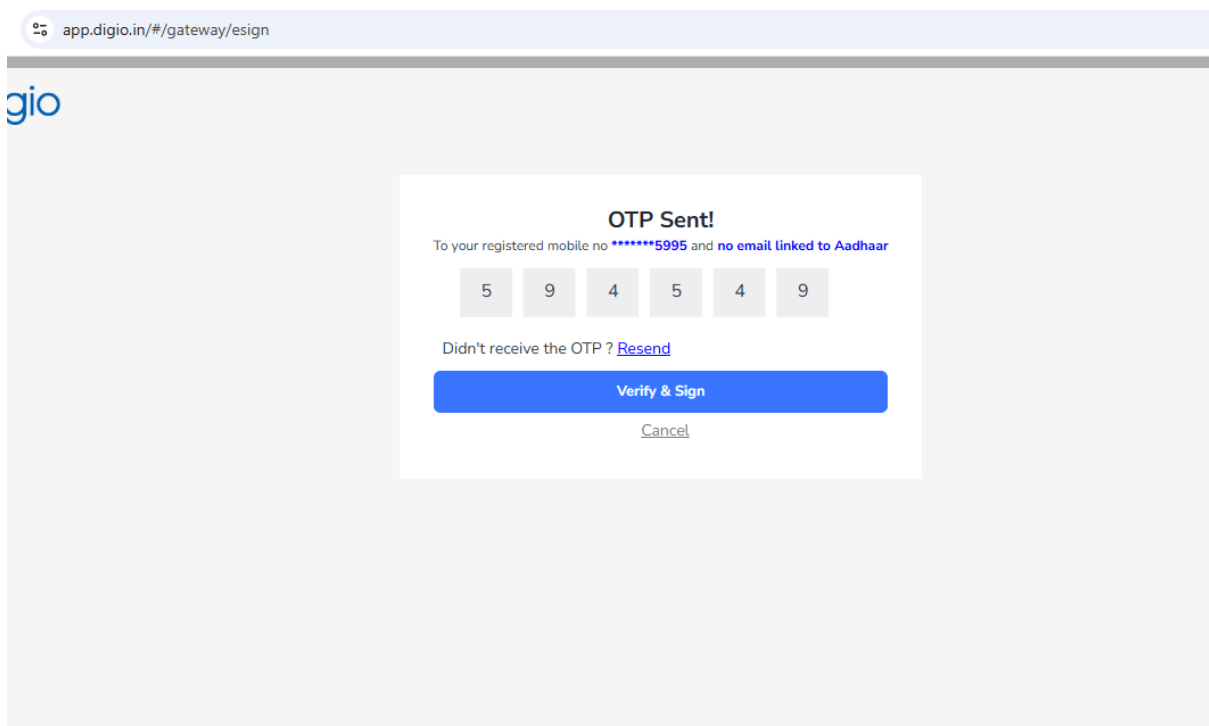 app.digio.in/#/gateway/esign
gio
OTP Sent!
To your registered mobile no *******5995 and no email linked to Aadhaar
5 9 4 5 4 9
Didn't receive the OTP ? Resend
Verify & Sign
Cancel